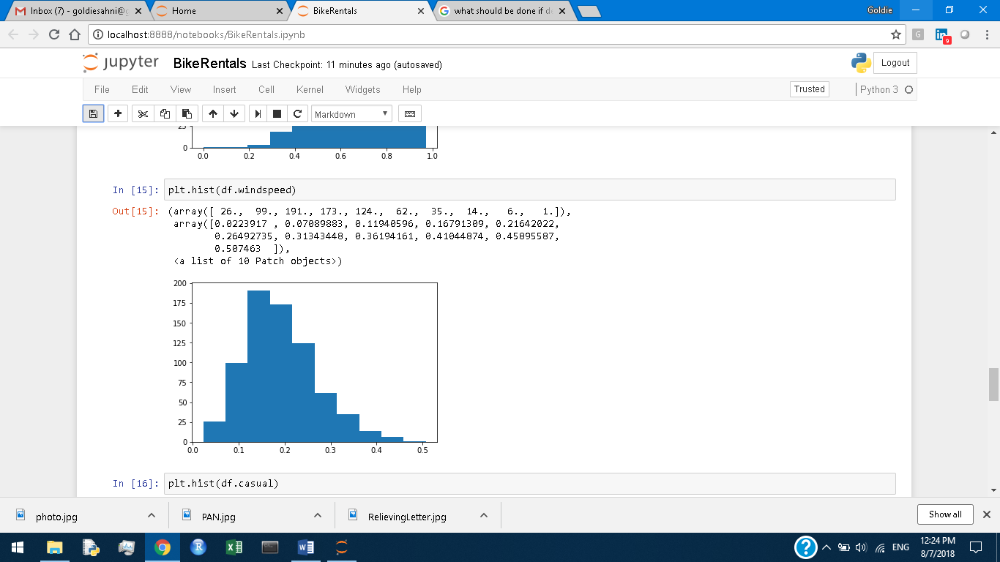 Inbox (7) - goldiesahni@g
Home
BikeRentals
what should be done if d
Goldie
localhost:8888/notebooks/BikeRentals.ipynb
G
in
9
jupyter BikeRentals Last Checkpoint: 11 minutes ago (autosaved)
Logout
File Edit View Insert Cell Kernel Widgets Help
Trusted
Python 3
Markdown
25
0
0.0 0.2 0.4 0.6 0.8 1.0
In [15]: plt.hist(df.windspeed)
Out[15]: (array([ 26., 99., 191., 173., 124., 62., 35., 14., 6., 1.]),
array([0.0223917 , 0.07089883, 0.11940596, 0.16791309, 0.21642022,
0.26492735, 0.31343448, 0.36194161, 0.41044874, 0.45895587,
0.507463 ]),
<a list of 10 Patch objects>)
200
175
150
125
100
75
50
25
0
0.0 0.1 0.2 0.3 0.4 0.5
In [16]: plt.hist(df.casual)
photo.jpg
PAN.jpg
RelievingLetter.jpg
Show all
R
?
ENG
12:24 PM
8/7/2018